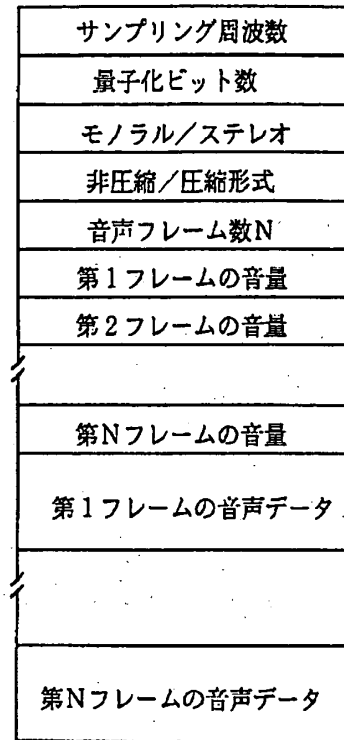 サンプリング周波数
量子化ビット数
モノラル／ステレオ
非圧縮／圧縮形式
音声フレーム数N
第1フレームの音量
第2フレームの音量
第Nフレームの音量
第1フレームの音声データ
第Nフレームの音声データ